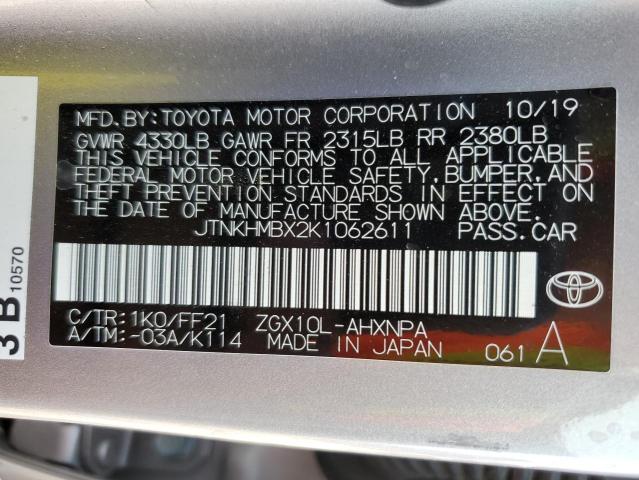 MFD.BY:TOYOTA MOTOR CORPORATION 10/19
GVWR 4330LB GAWR FR 2315LB RR 2380LB
THIS VEHICLE CONFORMS TO ALL APPLICABLE
FEDERAL MOTOR VEHICLE SAFETY,BUMPER,AND
THEFT PREVENTION STANDARDS IN EFFECT ON
THE DATE OF MANUFACTURE SHOWN ABOVE.
JTNKHMBX2K1062611 PASS.CAR
C/TR:1K0/FF21 ZGX10L-AHXNPA
A/TM:-03A/K114 MADE IN JAPAN 061 A
3 B 10570